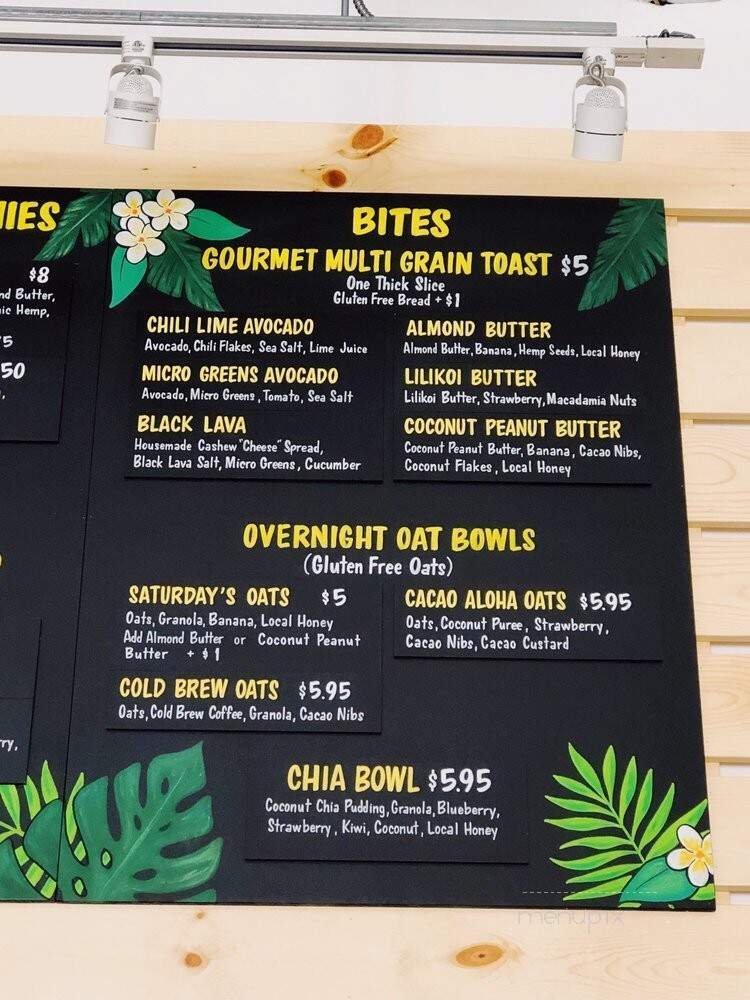 IES
$8
nd Butter,
ic Hemp,
5
50
BITES
GOURMET MULTI GRAIN TOAST $5
One Thick Slice
Gluten Free Bread + $1
CHILI LIME AVOCADO
Avocado, Chili Flakes, Sea Salt, Lime Juice
MICRO GREENS AVOCADO
Avocado, Micro Greens, Tomato, Sea Salt
BLACK LAVA
Housemade Cashew "Cheese" Spread,
Black Lava Salt, Micro Greens, Cucumber
ALMOND BUTTER
Almond Butter, Banana, Hemp Seeds, Local Honey
LILIKOI BUTTER
Lilikoi Butter, Strawberry, Macadamia Nuts
COCONUT PEANUT BUTTER
Coconut Peanut Butter, Banana, Cacao Nibs,
Coconut Flakes, Local Honey
OVERNIGHT OAT BOWLS
(Gluten Free Oats)
SATURDAY'S OATS $5
Oats, Granola, Banana, Local Honey
Add Almond Butter or Coconut Peanut
Butter + $1
COLD BREW OATS $5.95
Oats, Cold Brew Coffee, Granola, Cacao Nibs
CACAO ALOHA OATS $5.95
Oats, Coconut Puree, Strawberry,
Cacao Nibs, Cacao Custard
rry,
CHIA BOWL $5.95
Coconut Chia Pudding, Granola, Blueberry,
Strawberry, Kiwi, Coconut, Local Honey
menupix